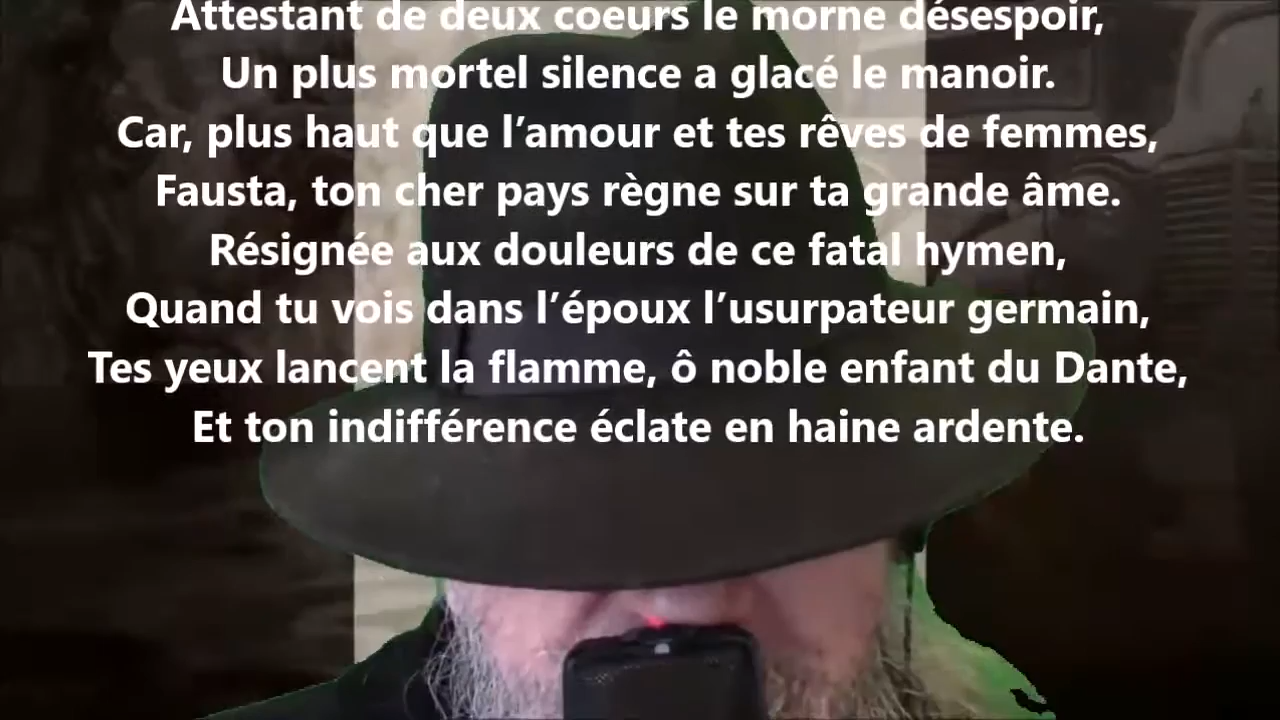 Attestant de deux coeurs le morne désespoir,
Un plus mortel silence a glacé le manoir.
Car, plus haut que l’amour et tes rêves de femmes,
Fausta, ton cher pays règne sur ta grande âme.
Résignée aux douleurs de ce fatal hymen,
Quand tu vois dans l’époux l’usurpateur germain,
Tes yeux lancent la flamme, ô noble enfant du Dante,
Et ton indifférence éclate en haine ardente.